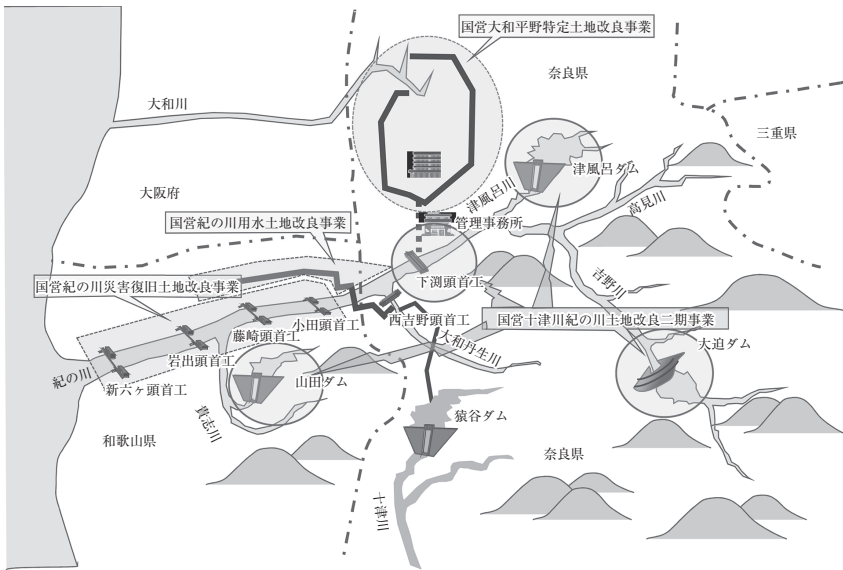 国営大和平野特定土地改良事業
奈良県
大和川
三重県
大阪府
津風呂ダム
津風呂川
高見川
国営紀の川用水土地改良事業
管理事務所
下渕頭首工
吉野川
国営紀の川災害復旧土地改良事業
小田頭首工
西吉野頭首工
国営十津川紀の川土地改良二期事業
藤崎頭首工
大和丹生川
大迫ダム
岩出頭首工
山田ダム
紀の川
新六ヶ頭首工
貴志川
猿谷ダム
和歌山県
奈良県
十津川